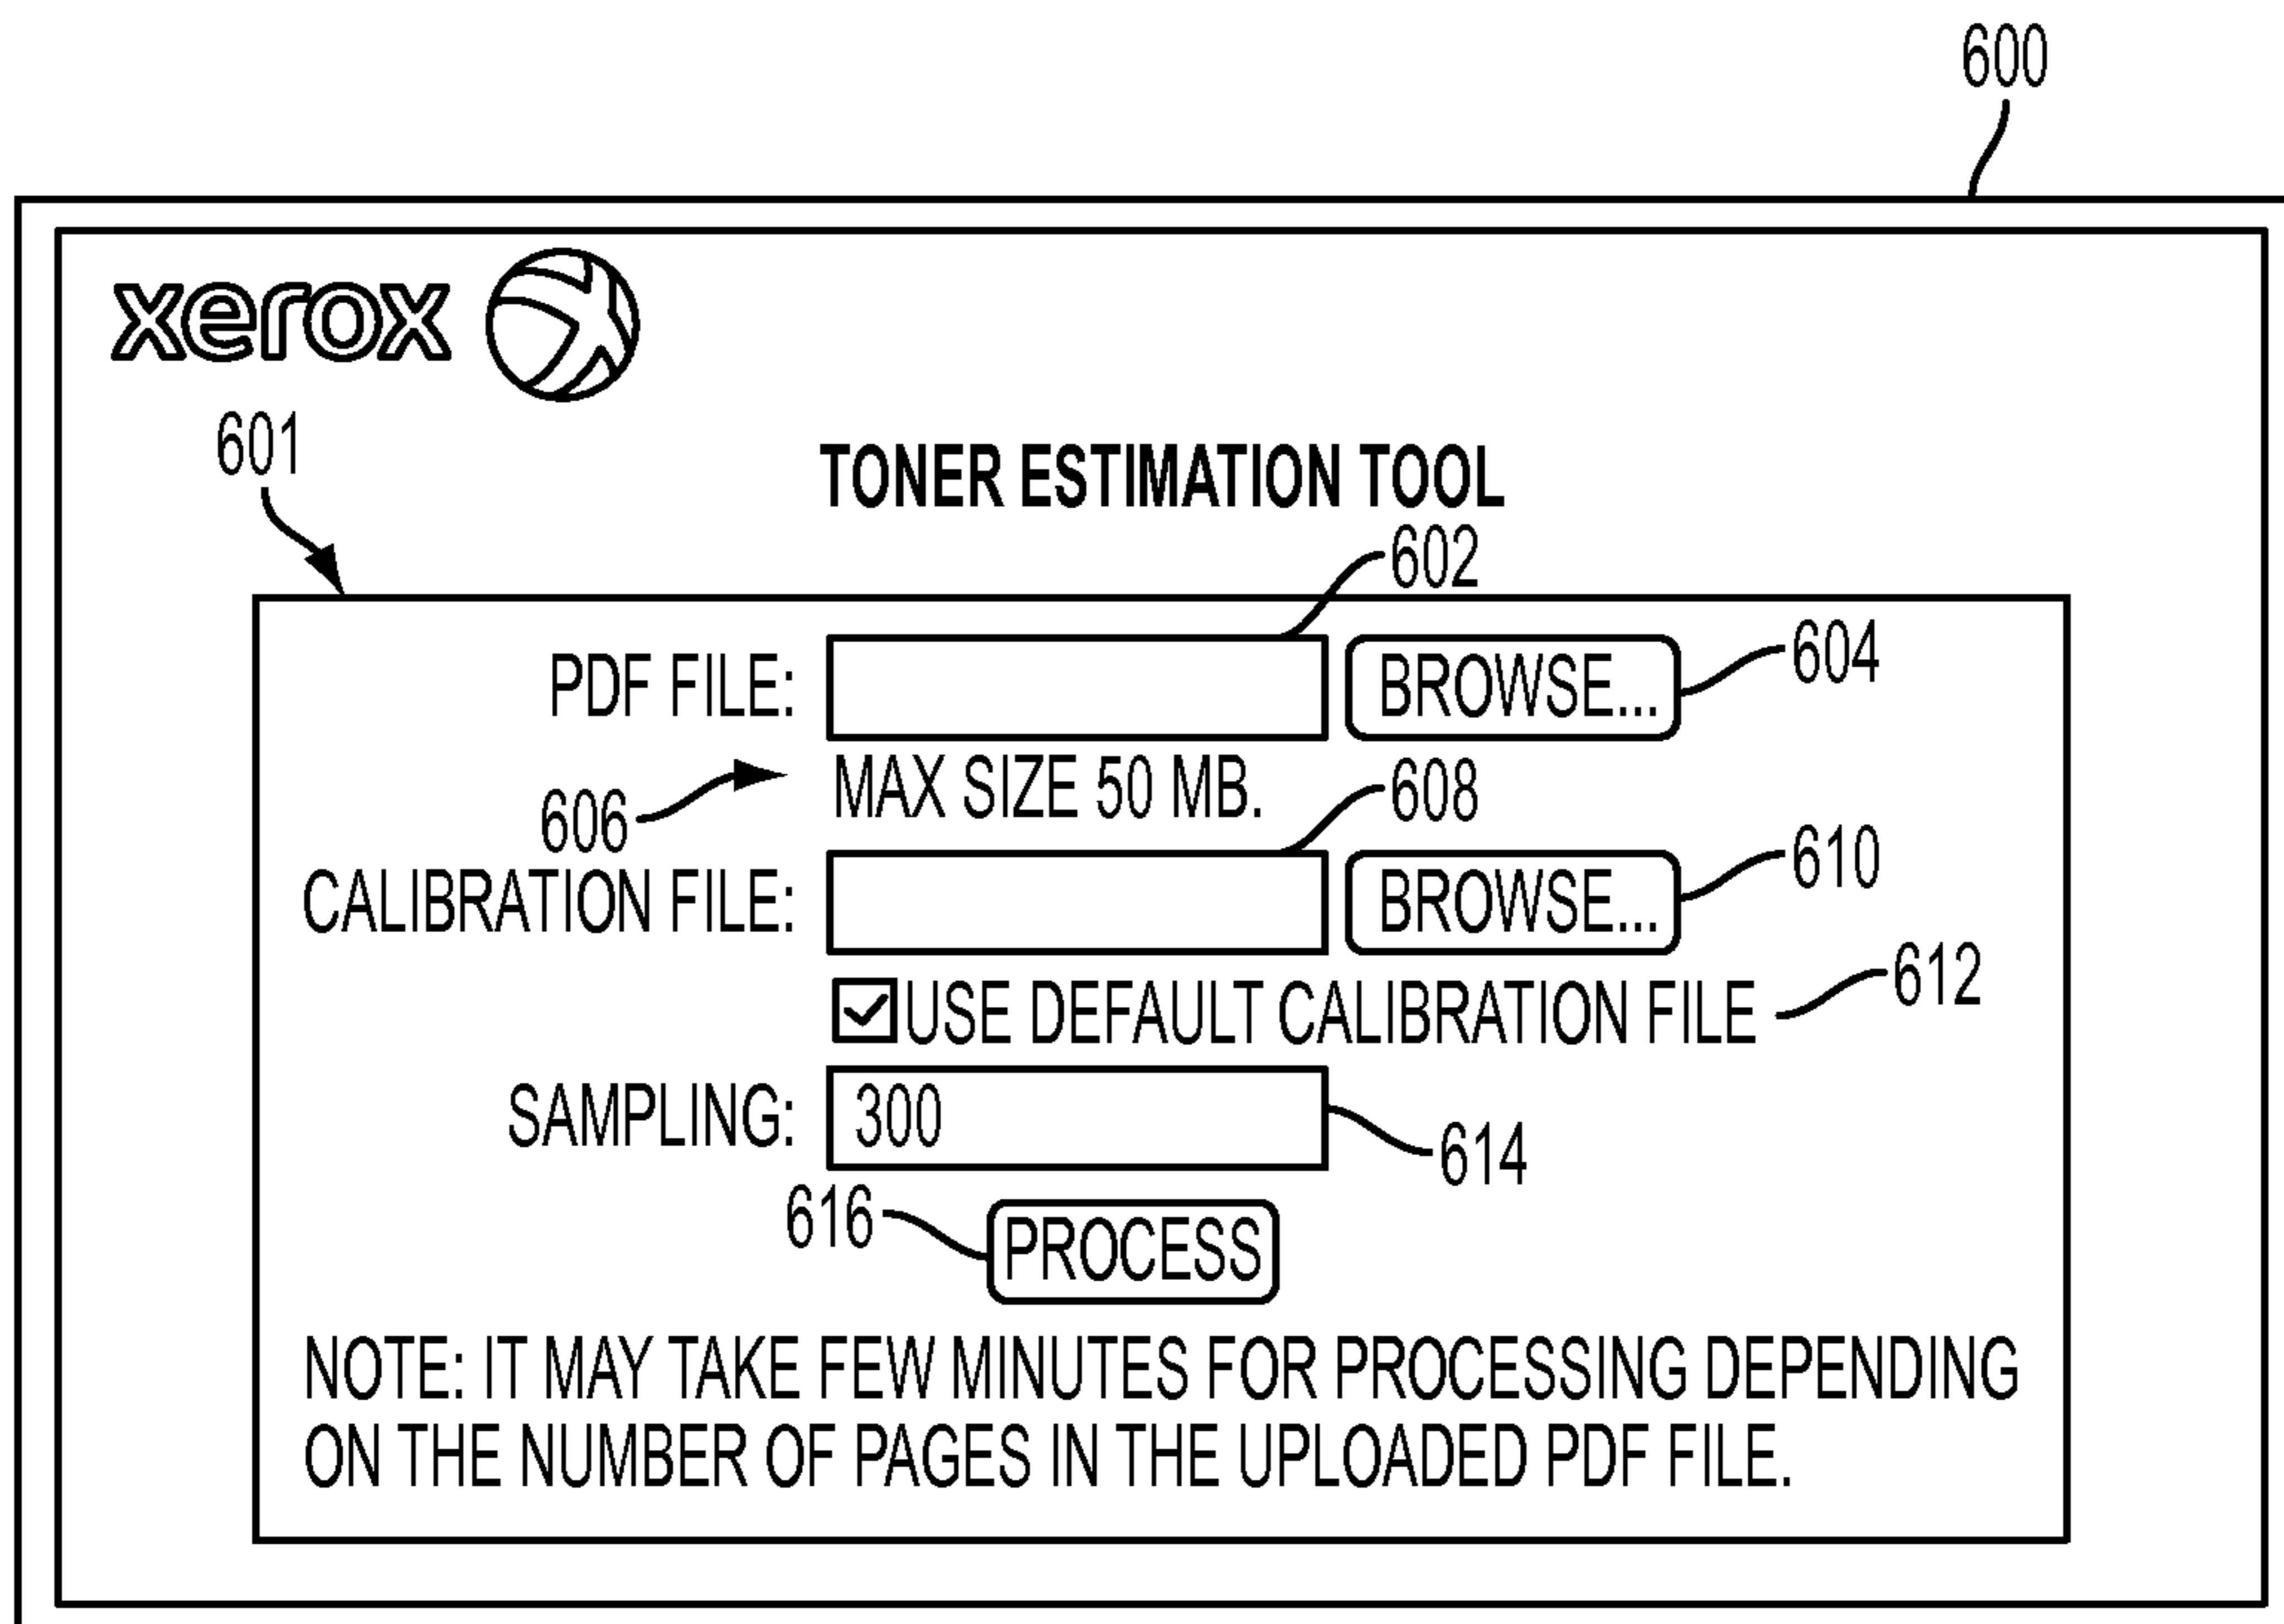 600
xerox
601
TONER ESTIMATION TOOL
602
PDF FILE: BROWSE... 604
606 MAX SIZE 50 MB. 608
CALIBRATION FILE: BROWSE... 610
USE DEFAULT CALIBRATION FILE 612
SAMPLING: 300 614
616 PROCESS
NOTE: IT MAY TAKE FEW MINUTES FOR PROCESSING DEPENDING
ON THE NUMBER OF PAGES IN THE UPLOADED PDF FILE.